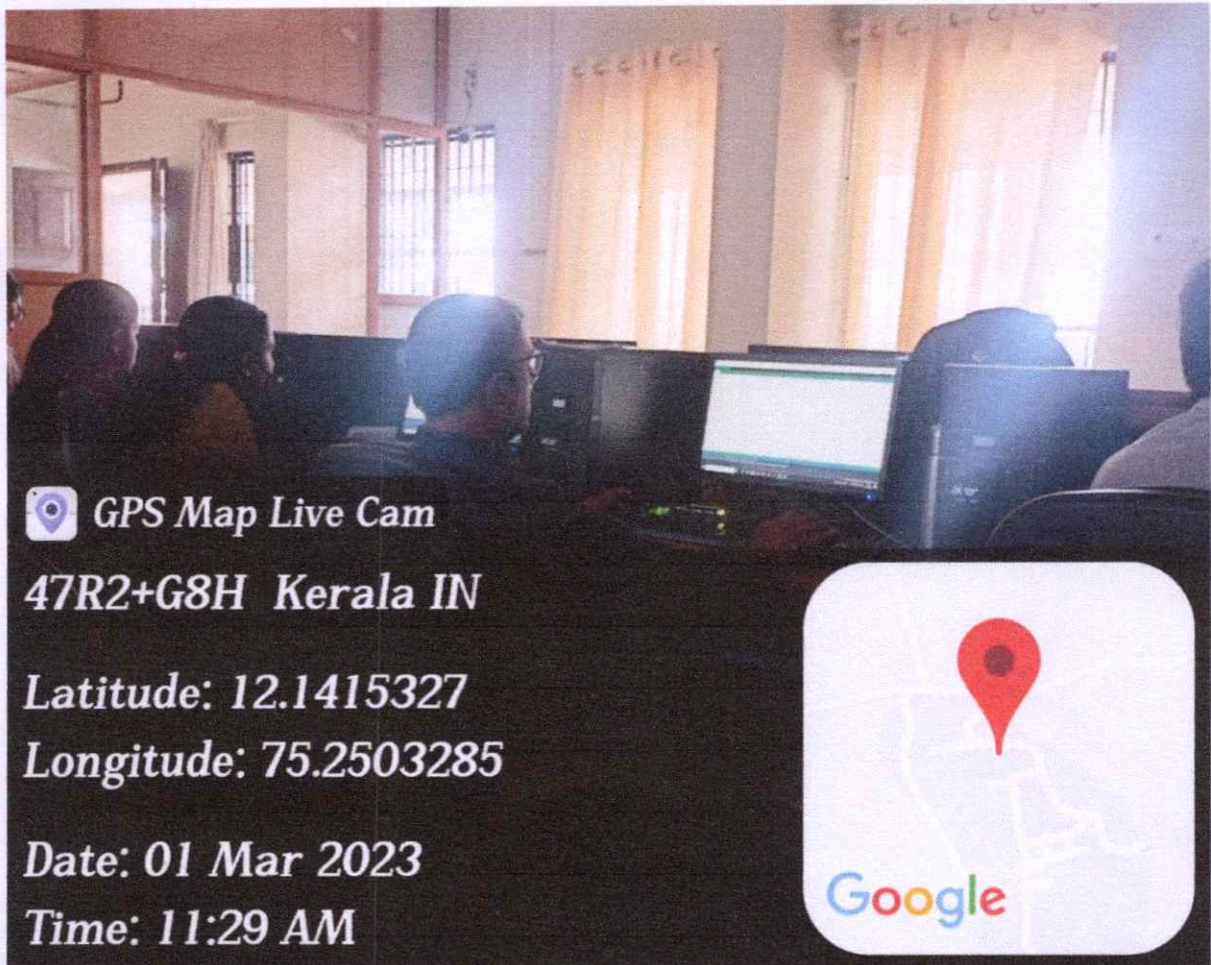 GPS Map Live Cam
47R2+G8H Kerala IN
Latitude: 12.1415327
Longitude: 75.2503285
Date: 01 Mar 2023
Time: 11:29 AM
Google